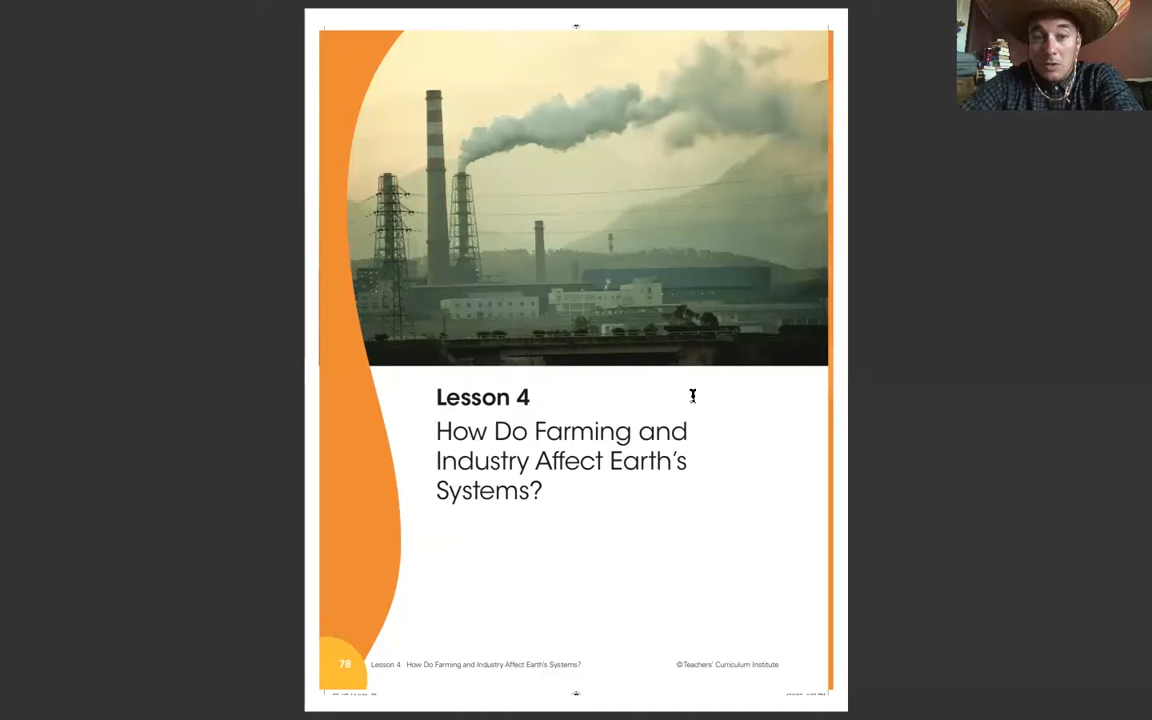 Lesson 4
How Do Farming and
Industry Affect Earth's
Systems?
78 Lesson 4 How Do Farming and Industry Affect Earth's Systems? © Teachers' Curriculum Institute